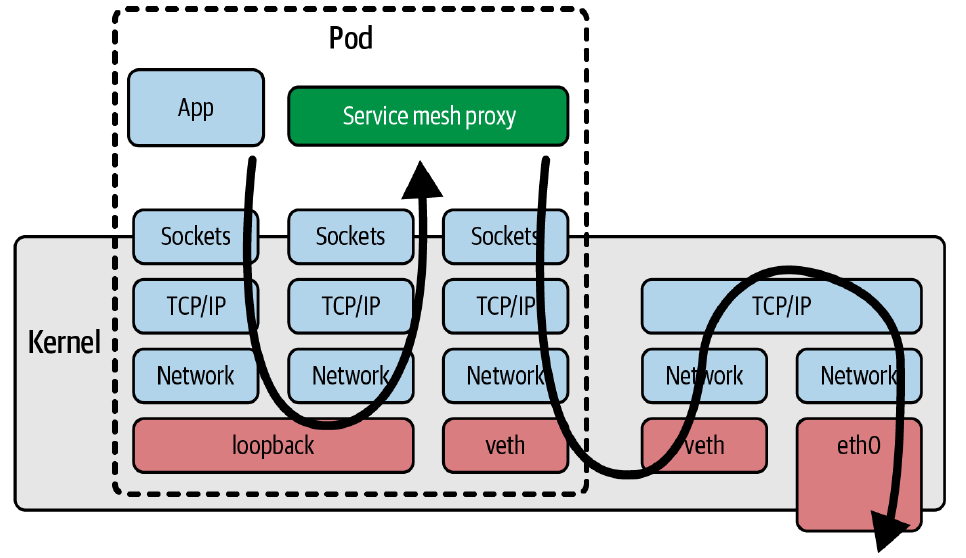 Pod
App
Service mesh proxy
Sockets
Sockets
Sockets
TCP/IP
TCP/IP
TCP/IP
TCP/IP
Kernel
Network
Network
Network
Network
Network
loopback
veth
veth
eth0